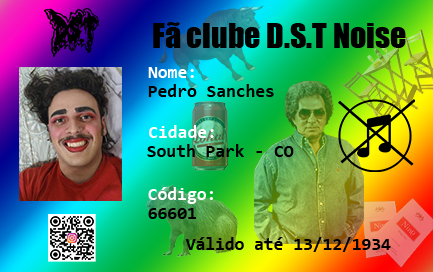 D.S.T
Fã clube D.S.T Noise
Nome:
Pedro Sanches
Cidade:
South Park - CO
Código:
66601
Válido até 13/12/1934